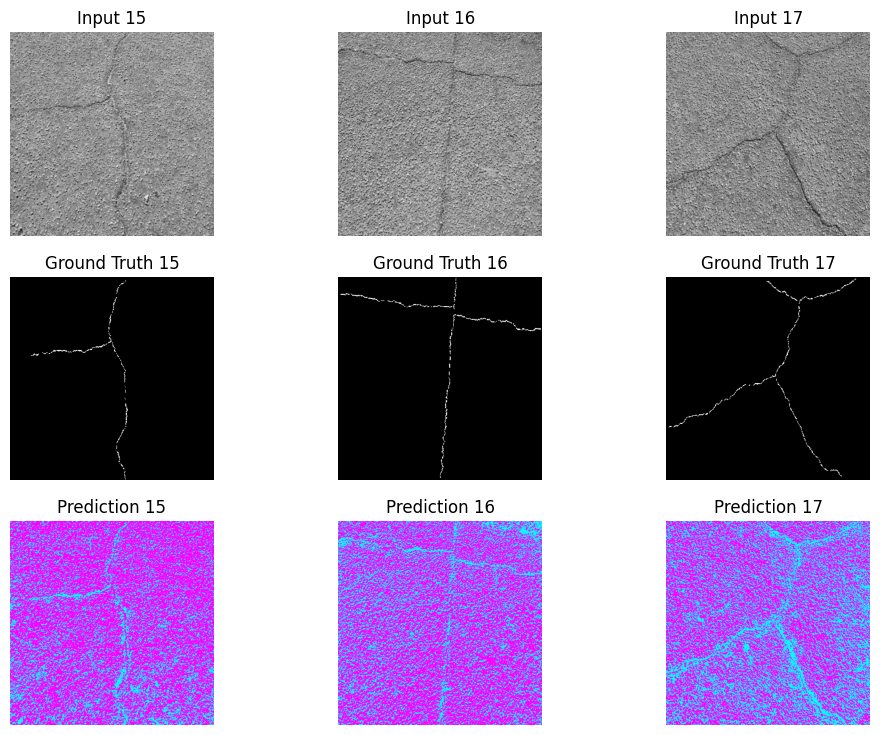 Input 15
Input 16
Input 17
Ground Truth 15
Ground Truth 16
Ground Truth 17
Prediction 15
Prediction 16
Prediction 17